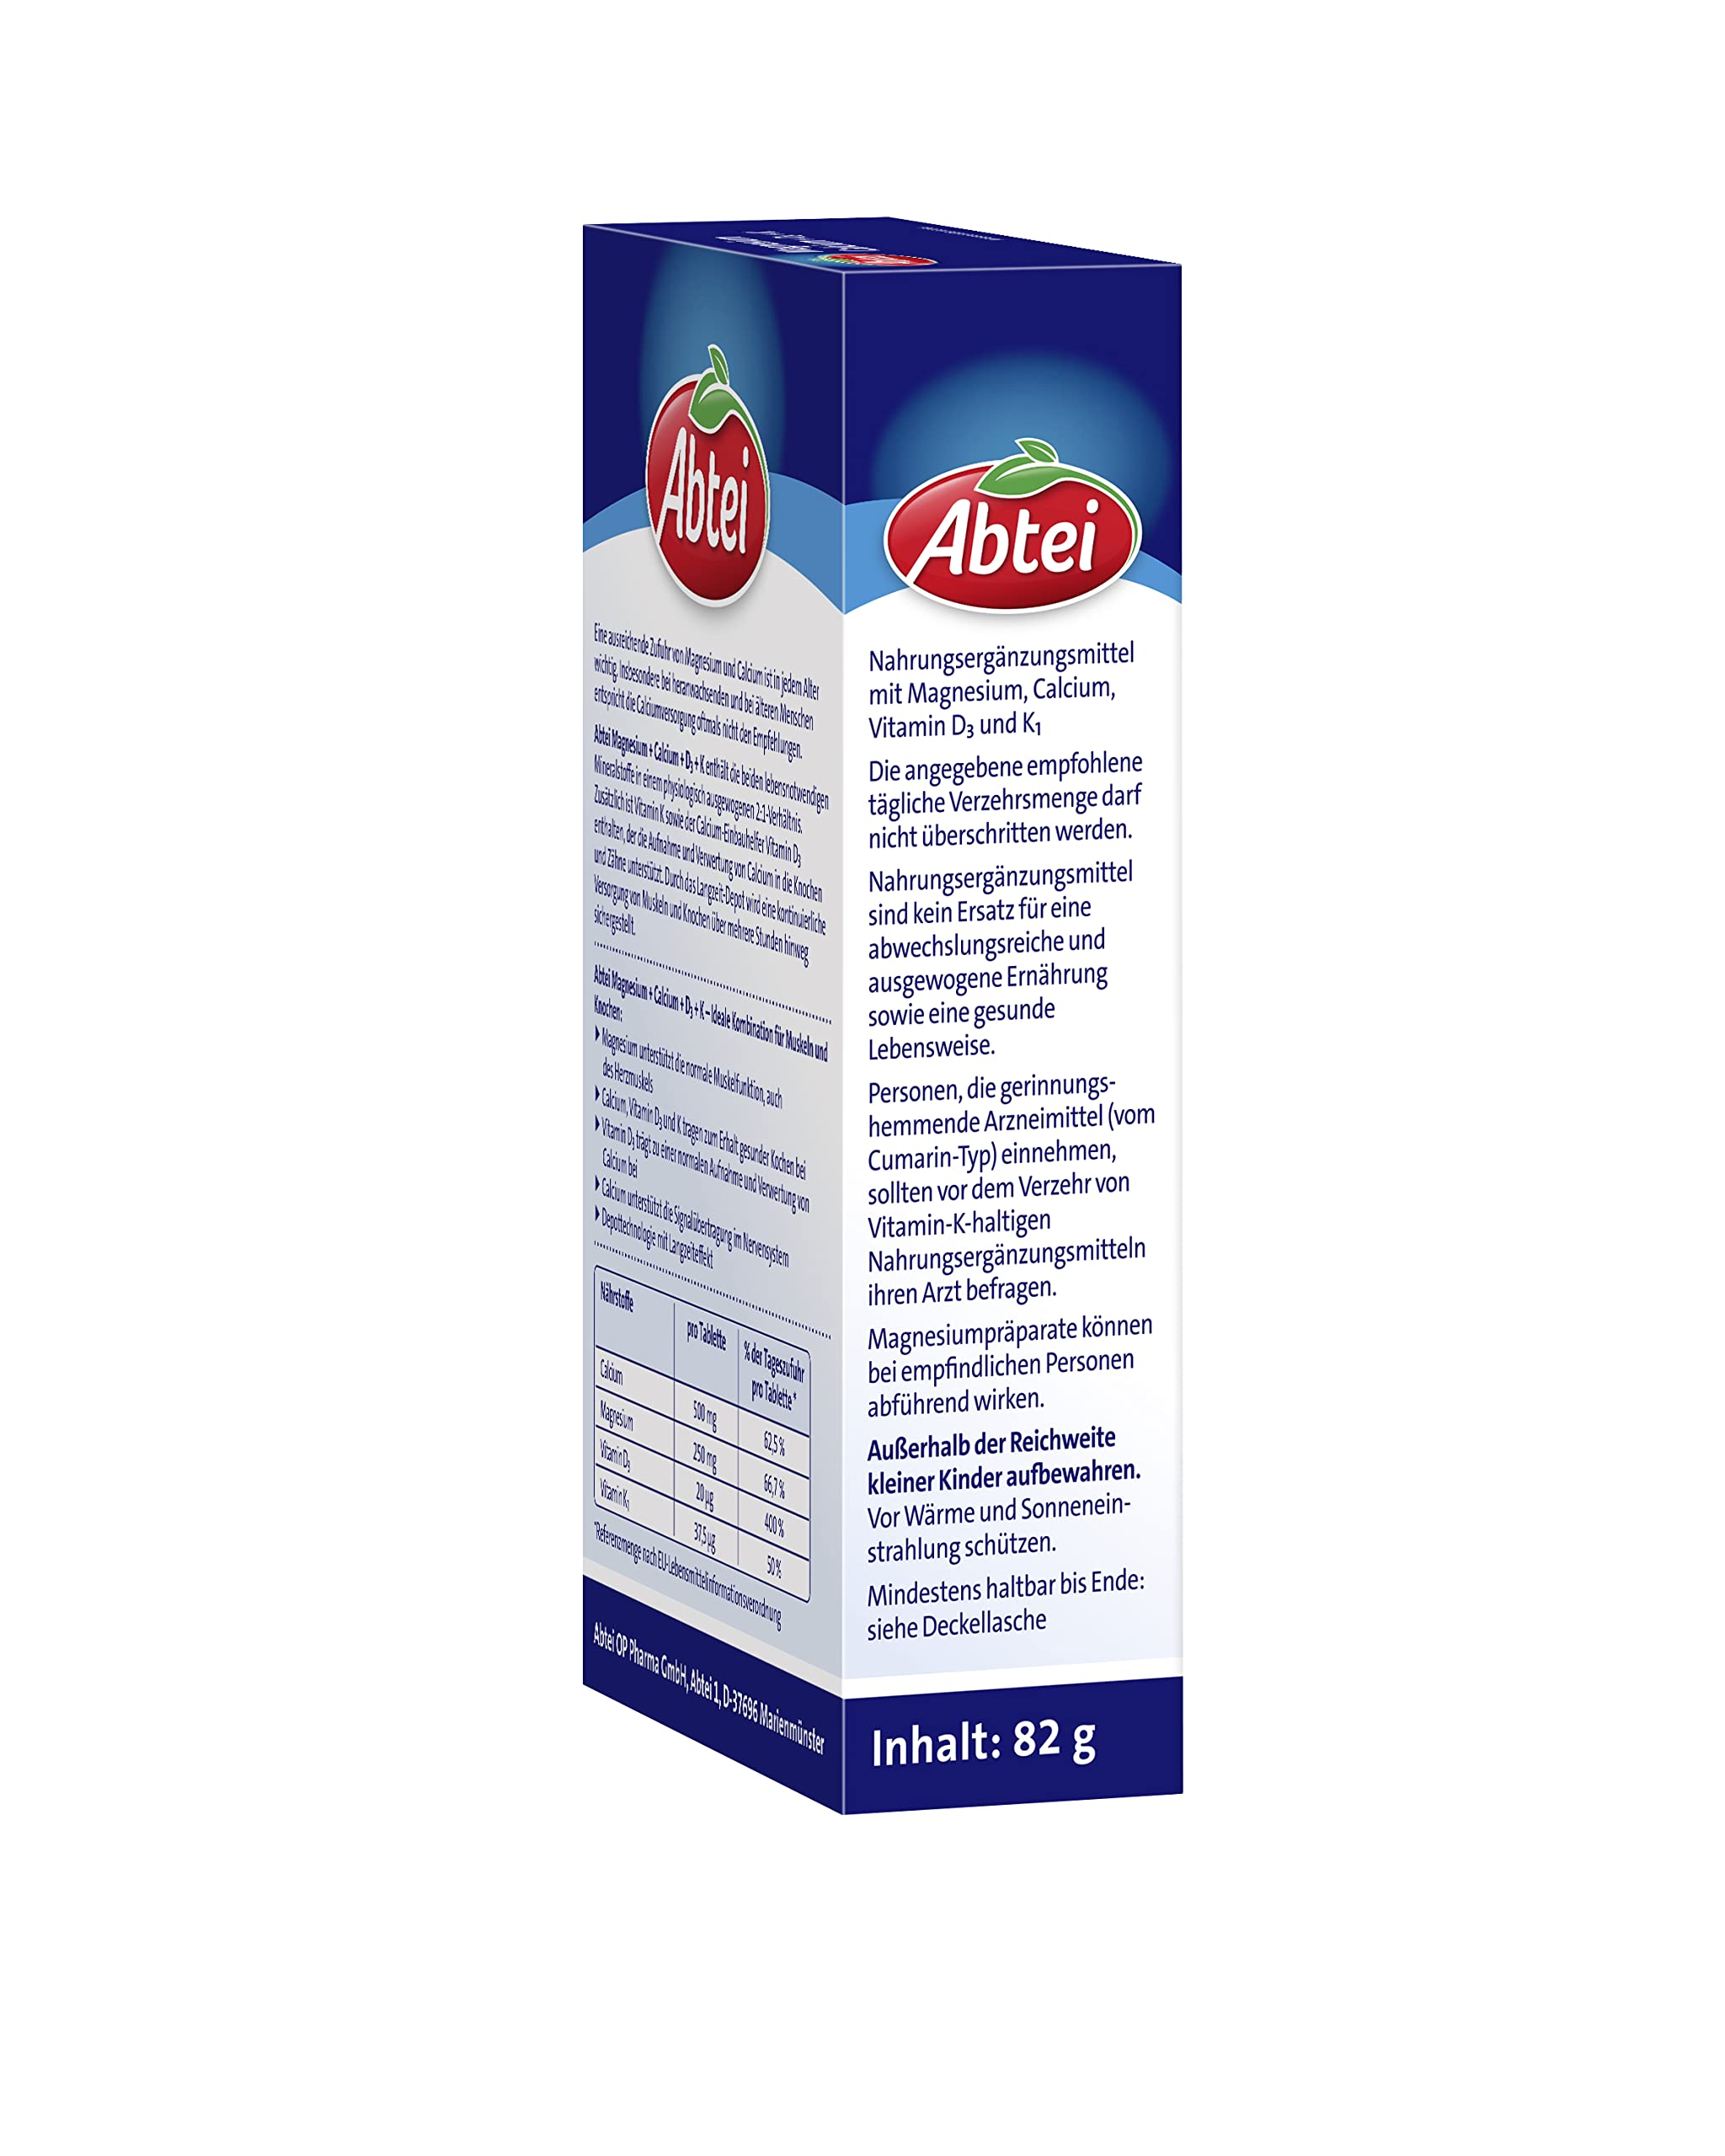 Abtei
Eine ausreichende Zufuhr von Magnesium und Calcium ist in jedem Alter
wichtig. Insbesondere bei heranwachsenden und bei älteren Menschen
entspricht die Calciumversorgung oftmals nicht den Empfehlungen.
Abtei Magnesium + Calcium + D₃ + K enthält die beiden lebensnotwendigen
Mineralstoffe in einem physiologisch ausgewogenen 2:1-Verhältnis.
Zusätzlich ist Vitamin K sowie der Calcium-Einbauhelfer Vitamin D₃
enthalten, der die Aufnahme und Verwertung von Calcium in die Knochen
und Zähne unterstützt. Durch das Langzeit-Depot wird eine kontinuierliche
Versorgung von Muskeln und Knochen über mehrere Stunden hinweg
sichergestellt.
Abtei Magnesium + Calcium + D₃ + K – Ideale Kombination für Muskeln und
Knochen:
Magnesium unterstützt die normale Muskelfunktion, auch
des Herzmuskels
Calcium, Vitamin D₃ und K tragen zum Erhalt gesunder Kochen bei
Vitamin D₃ trägt zu einer normalen Aufnahme und Verwertung von
Calcium bei
Calcium unterstützt die Signalübertragung im Nervensystem
Depottechnologie mit Langzeiteffekt
Nährstoffe pro Tablette % der Tageszufuhr
pro Tablette*
Calcium 500 mg 62,5 %
Magnesium 250 mg 66,7 %
Vitamin D₃ 20 µg 400 %
Vitamin K₁ 37,5 µg 50 %
*Referenzmenge nach EU-Lebensmittelinformationsverordnung
Abtei OP Pharma GmbH, Abtei 1, D-37696 Marienmünster
Abtei
Nahrungsergänzungsmittel
mit Magnesium, Calcium,
Vitamin D₃ und K₁
Die angegebene empfohlene
tägliche Verzehrsmenge darf
nicht überschritten werden.
Nahrungsergänzungsmittel
sind kein Ersatz für eine
abwechslungsreiche und
ausgewogene Ernährung
sowie eine gesunde
Lebensweise.
Personen, die gerinnungs-
hemmende Arzneimittel (vom
Cumarin-Typ) einnehmen,
sollten vor dem Verzehr von
Vitamin-K-haltigen
Nahrungsergänzungsmitteln
ihren Arzt befragen.
Magnesiumpräparate können
bei empfindlichen Personen
abführend wirken.
Außerhalb der Reichweite
kleiner Kinder aufbewahren.
Vor Wärme und Sonnenein-
strahlung schützen.
Mindestens haltbar bis Ende:
siehe Deckellasche
Inhalt: 82 g